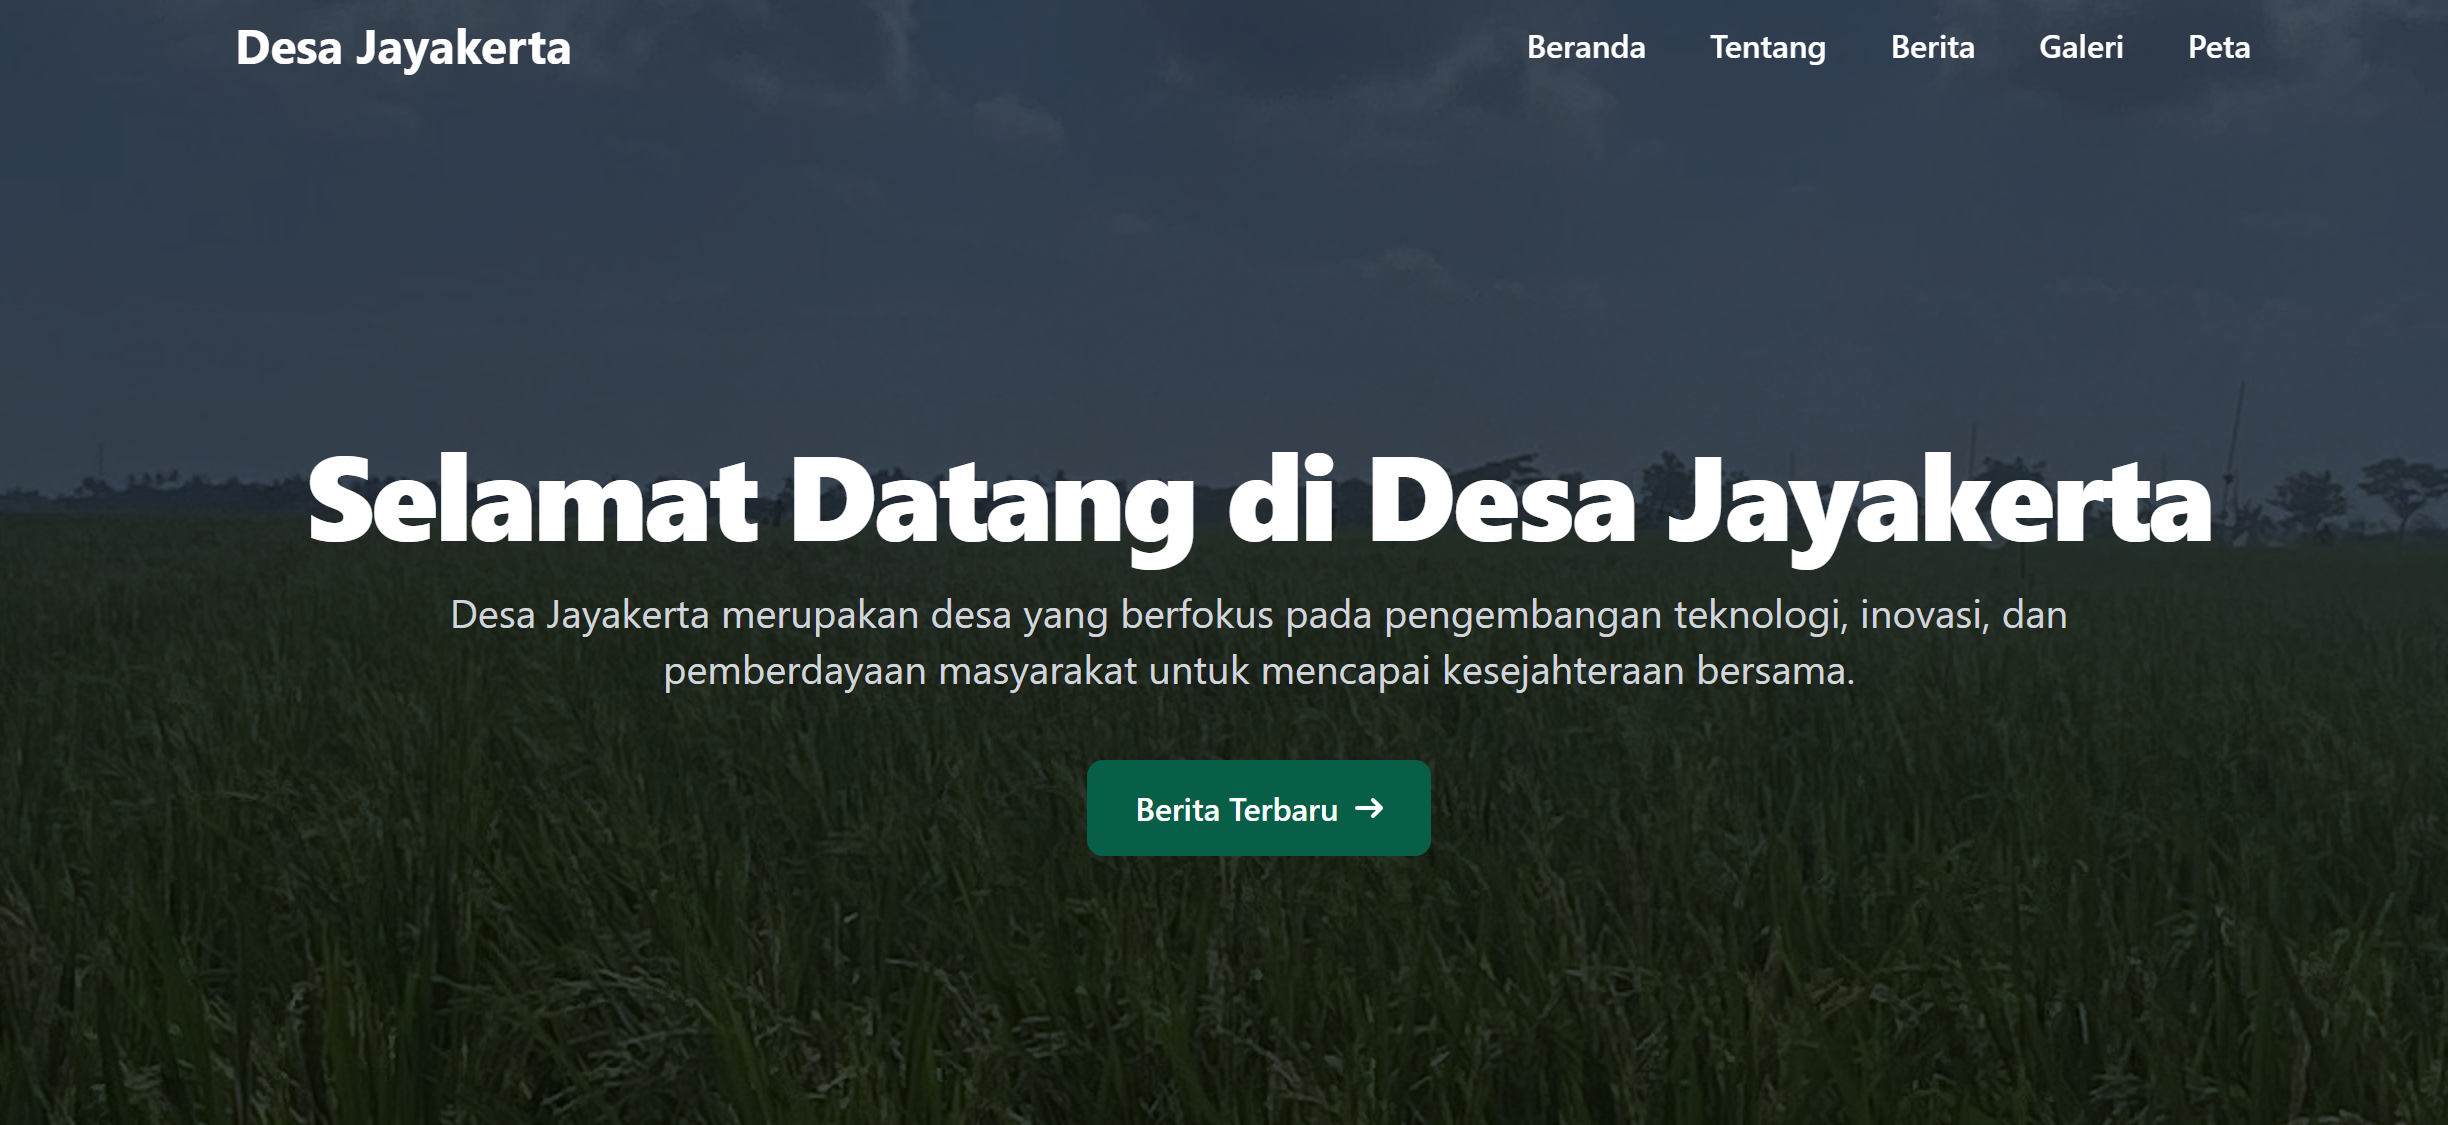 Desa Jayakerta
Beranda Tentang Berita Galeri Peta
Selamat Datang di Desa Jayakerta
Desa Jayakerta merupakan desa yang berfokus pada pengembangan teknologi, inovasi, dan
pemberdayaan masyarakat untuk mencapai kesejahteraan bersama.
Berita Terbaru →